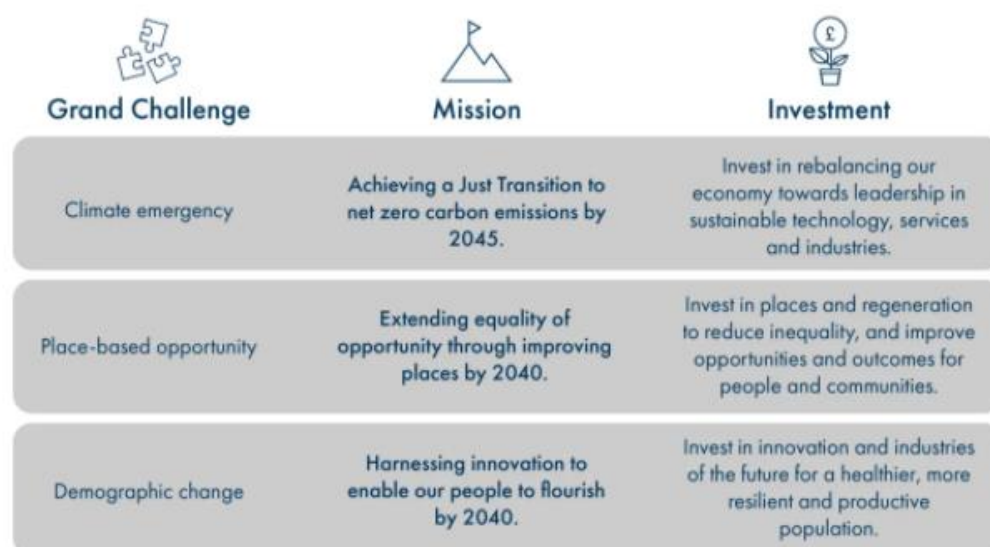 £
Grand Challenge
Mission
Investment
Climate emergency
Achieving a Just Transition to
net zero carbon emissions by
2045.
Invest in rebalancing our
economy towards leadership in
sustainable technology, services
and industries.
Place-based opportunity
Extending equality of
opportunity through improving
places by 2040.
Invest in places and regeneration
to reduce inequality, and improve
opportunities and outcomes for
people and communities.
Demographic change
Harnessing innovation to
enable our people to flourish
by 2040.
Invest in innovation and industries
of the future for a healthier, more
resilient and productive
population.